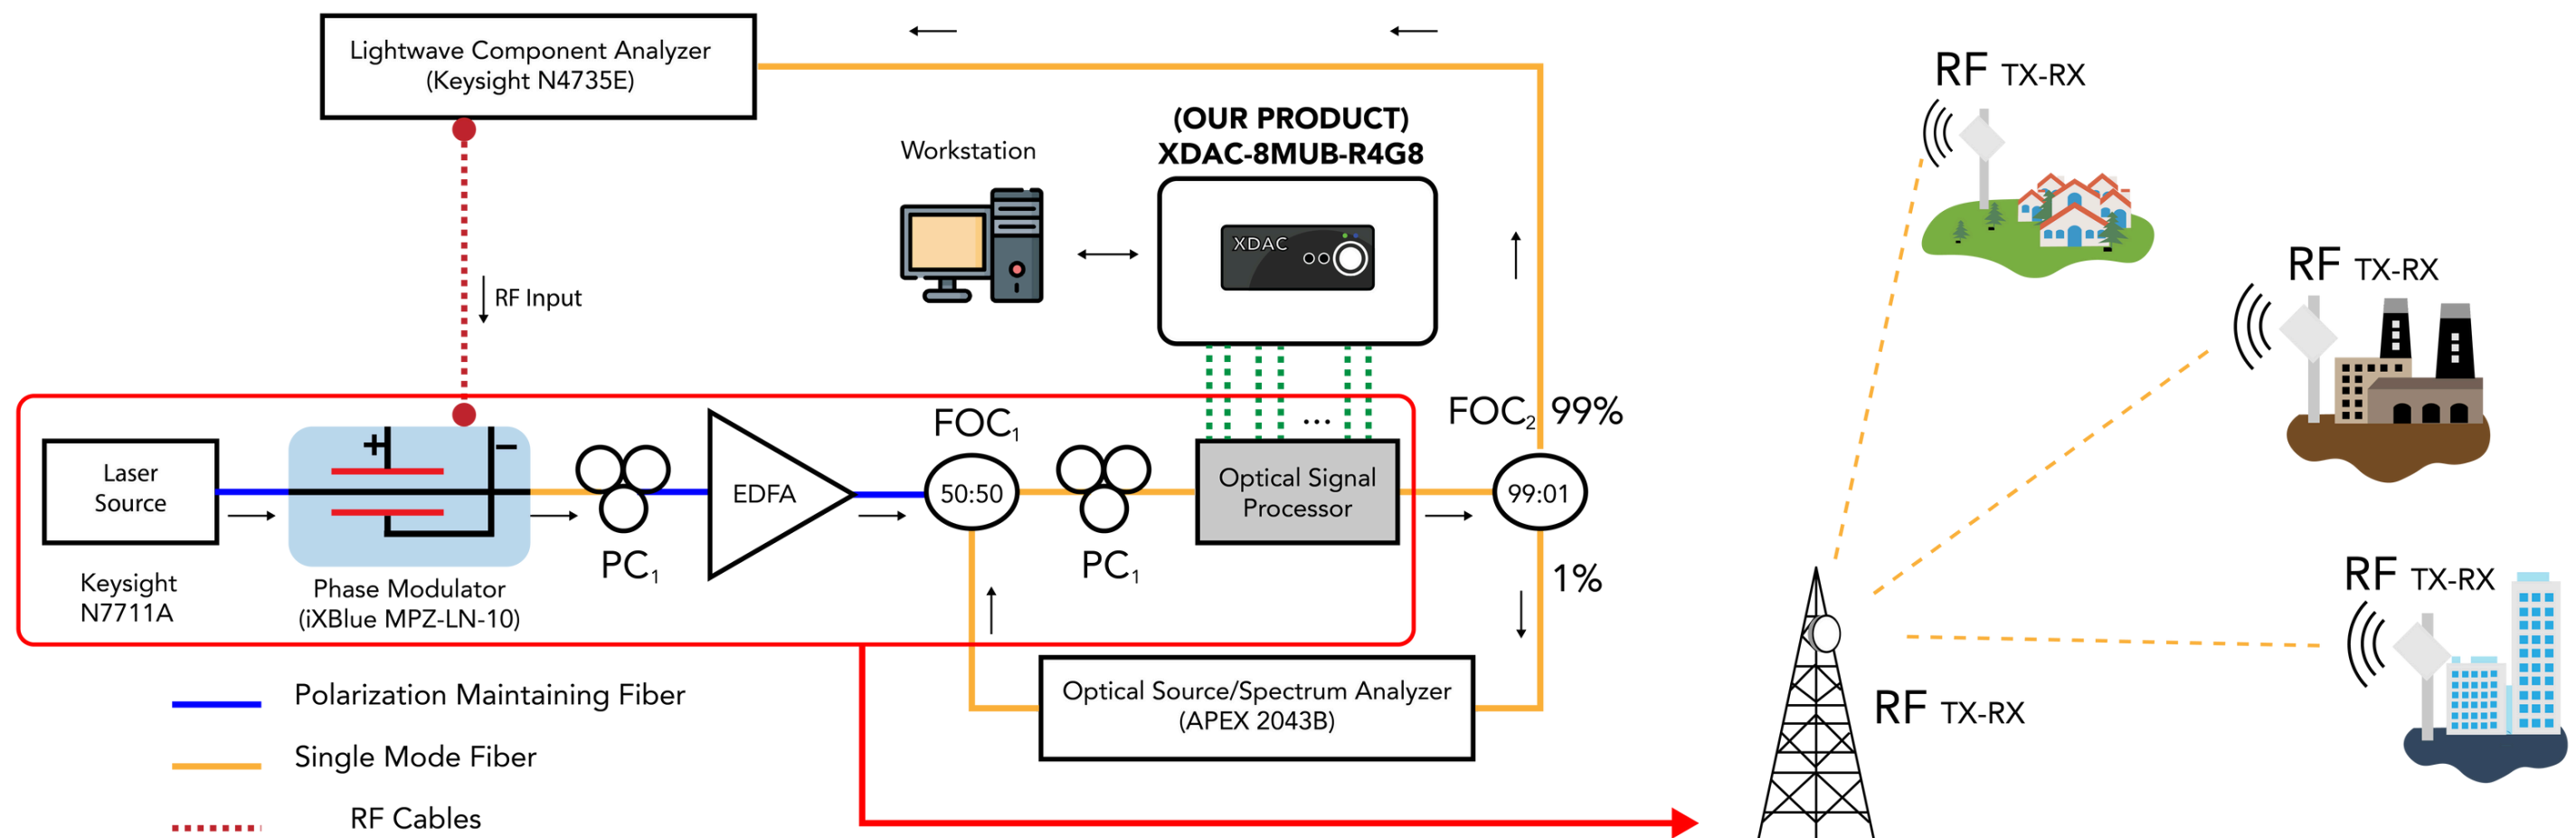 Lightwave Component Analyzer
(Keysight N4735E)
Workstation
(OUR PRODUCT)
XDAC-8MUB-R4G8
XDAC
RF Input
Laser
Source
Keysight
N7711A
+
−
Phase Modulator
(iXBlue MPZ-LN-10)
PC1
EDFA
FOC1
50:50
PC1
...
Optical Signal
Processor
FOC2 99%
99:01
1%
Optical Source/Spectrum Analyzer
(APEX 2043B)
Polarization Maintaining Fiber
Single Mode Fiber
RF Cables
RF TX-RX
RF TX-RX
RF TX-RX
RF TX-RX